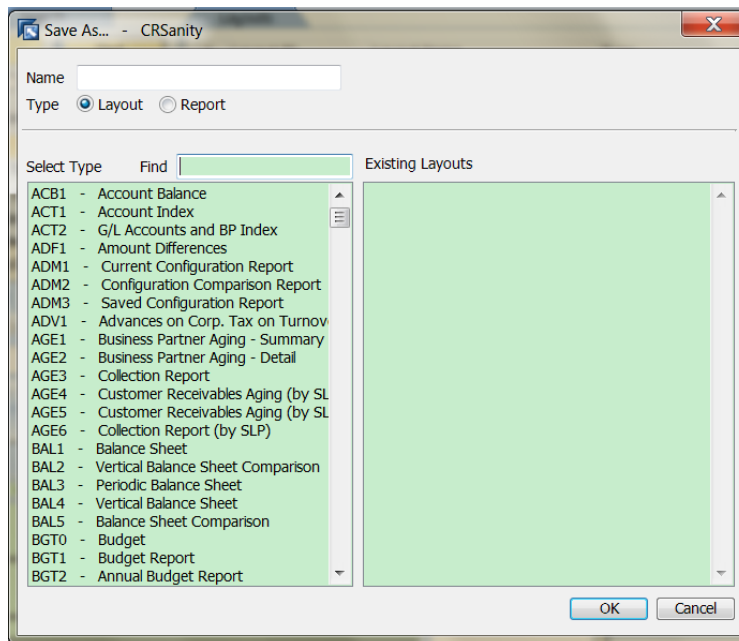 Save As... - CRSanity
Name
Type Layout Report
Select Type Find Existing Layouts
ACB1 - Account Balance
ACT1 - Account Index
ACT2 - G/L Accounts and BP Index
ADF1 - Amount Differences
ADM1 - Current Configuration Report
ADM2 - Configuration Comparison Report
ADM3 - Saved Configuration Report
ADV1 - Advances on Corp. Tax on Turnov
AGE1 - Business Partner Aging - Summary
AGE2 - Business Partner Aging - Detail
AGE3 - Collection Report
AGE4 - Customer Receivables Aging (by SL
AGE5 - Customer Receivables Aging (by SL
AGE6 - Collection Report (by SLP)
BAL1 - Balance Sheet
BAL2 - Vertical Balance Sheet Comparison
BAL3 - Periodic Balance Sheet
BAL4 - Vertical Balance Sheet
BAL5 - Balance Sheet Comparison
BGT0 - Budget
BGT1 - Budget Report
BGT2 - Annual Budget Report
OK Cancel